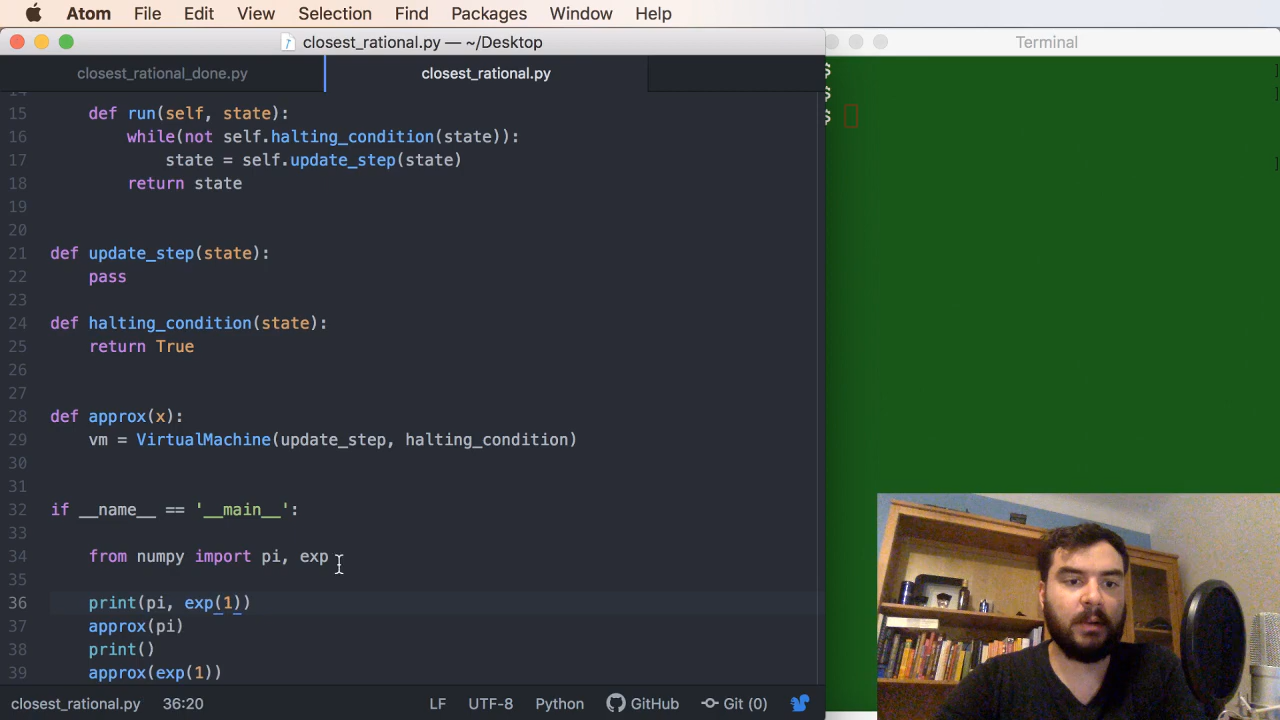 Atom File Edit View Selection Find Packages Window Help
closest_rational.py — ~/Desktop
Terminal
closest_rational_done.py
closest_rational.py
$
$
$
14
15 def run(self, state):
16 while(not self.halting_condition(state)):
17 state = self.update_step(state)
18 return state
19
20
21 def update_step(state):
22 pass
23
24 def halting_condition(state):
25 return True
26
27
28 def approx(x):
29 vm = VirtualMachine(update_step, halting_condition)
30
31
32 if __name__ == '__main__':
33
34 from numpy import pi, exp
35
36 print(pi, exp(1))
37 approx(pi)
38 print()
39 approx(exp(1))
closest_rational.py 36:20 LF UTF-8 Python GitHub Git (0)